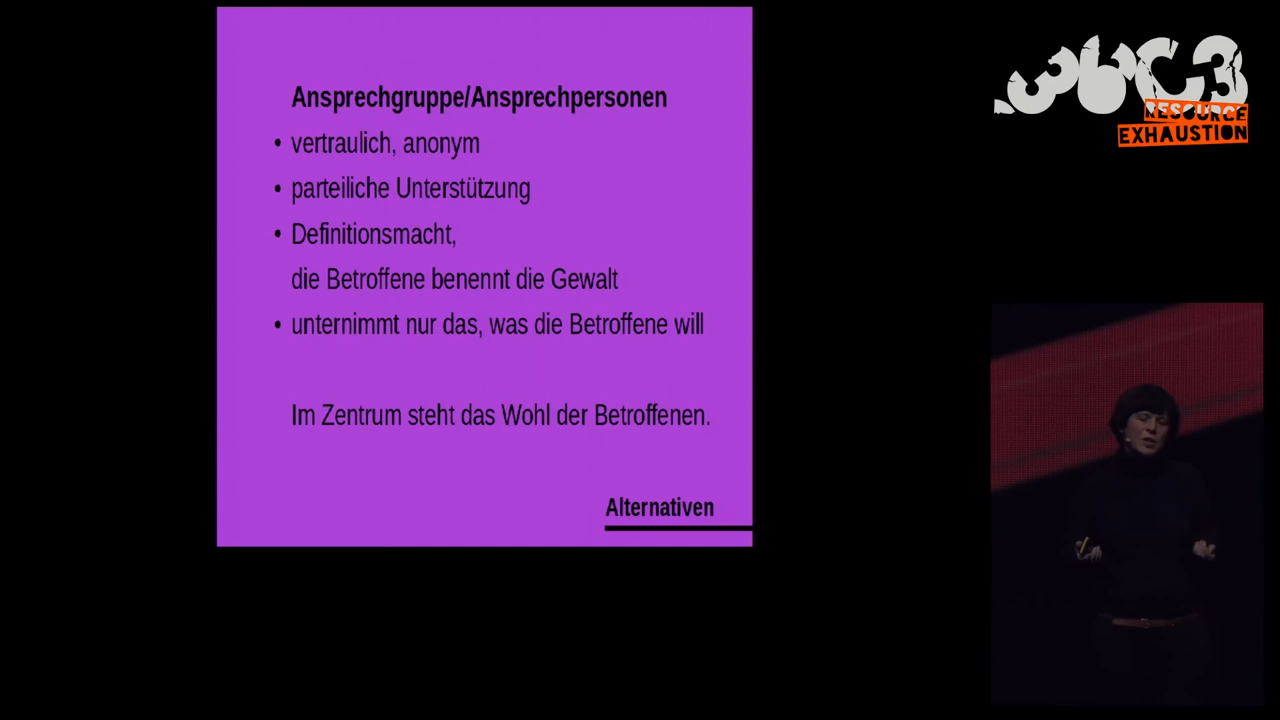 Ansprechgruppe/Ansprechpersonen
• vertraulich, anonym
• parteiliche Unterstützung
• Definitionsmacht,
die Betroffene benennt die Gewalt
• unternimmt nur das, was die Betroffene will
Im Zentrum steht das Wohl der Betroffenen.
Alternativen
36C3
RESOURCE
EXHAUSTION